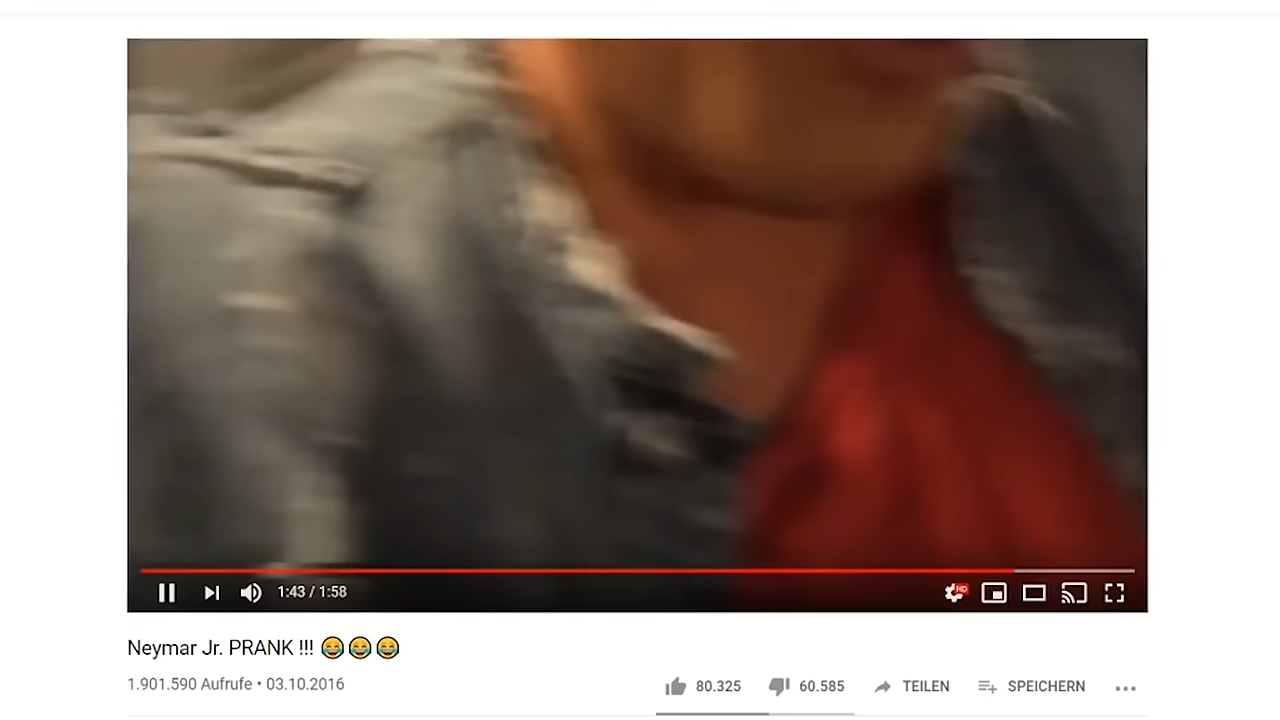 HD
1:43 / 1:58
Neymar Jr. PRANK !!! 😂😂😂
1.901.590 Aufrufe • 03.10.2016
80.325 60.585 TEILEN SPEICHERN